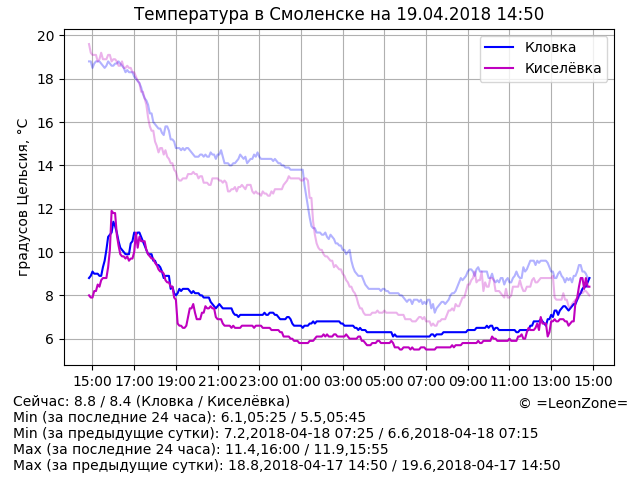 Температура в Смоленске на 19.04.2018 14:50
Кловка
Киселёвка
градусов Цельсия, °C
20
18
16
14
12
10
8
6
15:00 17:00 19:00 21:00 23:00 01:00 03:00 05:00 07:00 09:00 11:00 13:00 15:00
Сейчас: 8.8 / 8.4 (Кловка / Киселёвка)
© =LeonZone=
Min (за последние 24 часа): 6.1,05:25 / 5.5,05:45
Min (за предыдущие сутки): 7.2,2018-04-18 07:25 / 6.6,2018-04-18 07:15
Max (за последние 24 часа): 11.4,16:00 / 11.9,15:55
Max (за предыдущие сутки): 18.8,2018-04-17 14:50 / 19.6,2018-04-17 14:50